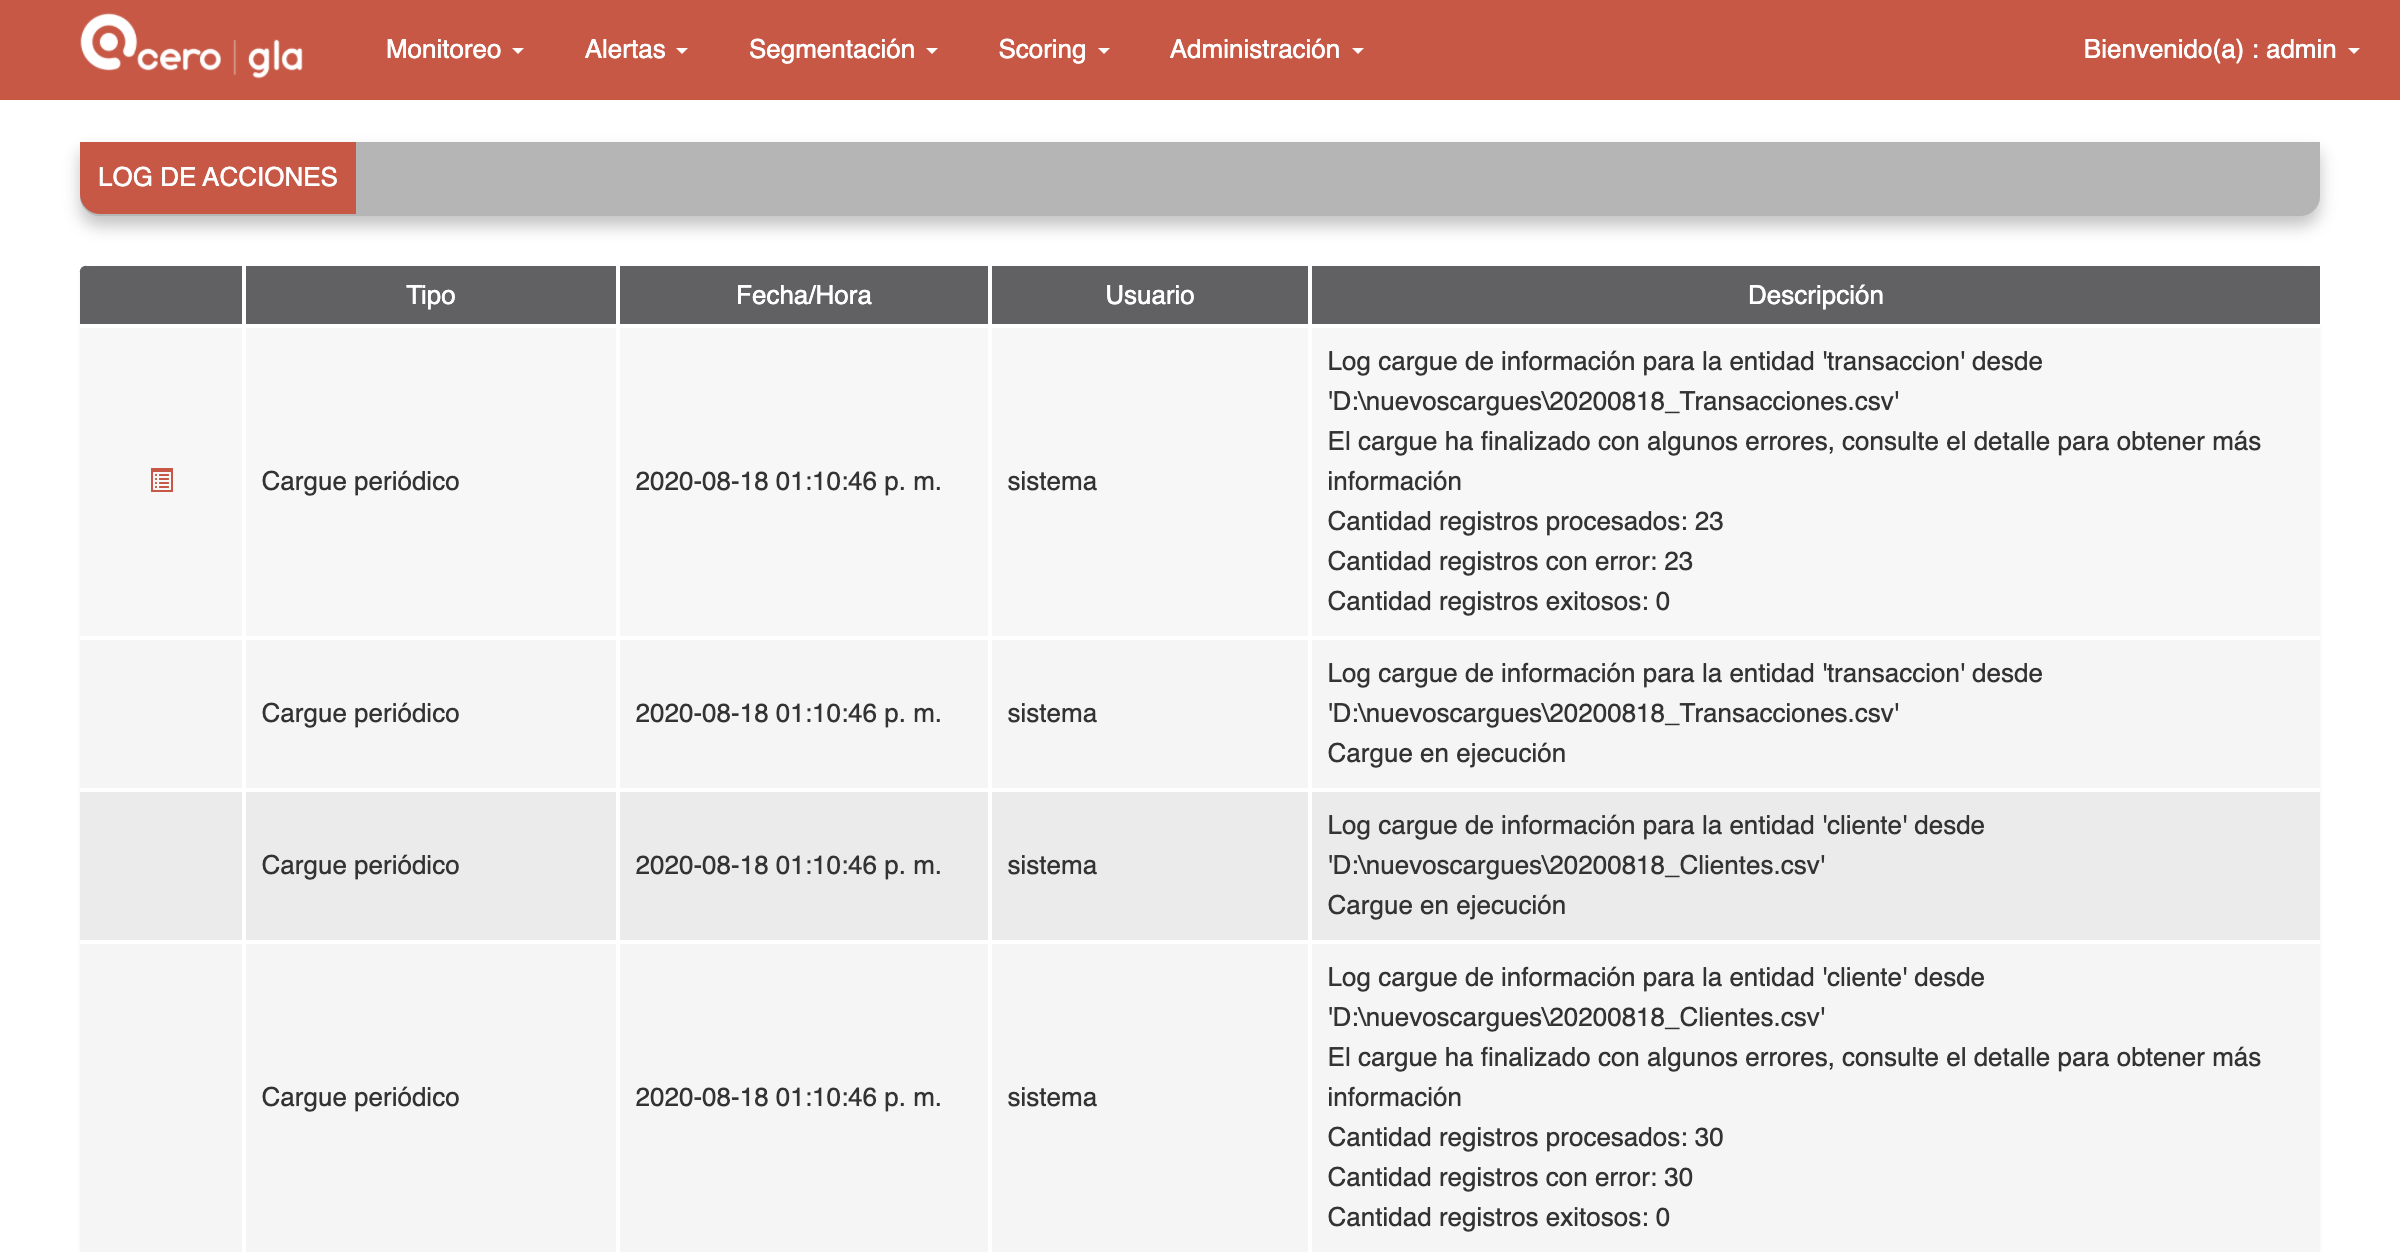 @cero | gla
Monitoreo
Alertas
Segmentación
Scoring
Administración
Bienvenido(a) : admin
LOG DE ACCIONES
Tipo
Fecha/Hora
Usuario
Descripción
Cargue periódico
2020-08-18 01:10:46 p. m.
sistema
Log cargue de información para la entidad 'transaccion' desde
'D:\nuevoscargues\20200818_Transacciones.csv'
El cargue ha finalizado con algunos errores, consulte el detalle para obtener más
información
Cantidad registros procesados: 23
Cantidad registros con error: 23
Cantidad registros exitosos: 0
Cargue periódico
2020-08-18 01:10:46 p. m.
sistema
Log cargue de información para la entidad 'transaccion' desde
'D:\nuevoscargues\20200818_Transacciones.csv'
Cargue en ejecución
Cargue periódico
2020-08-18 01:10:46 p. m.
sistema
Log cargue de información para la entidad 'cliente' desde
'D:\nuevoscargues\20200818_Clientes.csv'
Cargue en ejecución
Cargue periódico
2020-08-18 01:10:46 p. m.
sistema
Log cargue de información para la entidad 'cliente' desde
'D:\nuevoscargues\20200818_Clientes.csv'
El cargue ha finalizado con algunos errores, consulte el detalle para obtener más
información
Cantidad registros procesados: 30
Cantidad registros con error: 30
Cantidad registros exitosos: 0